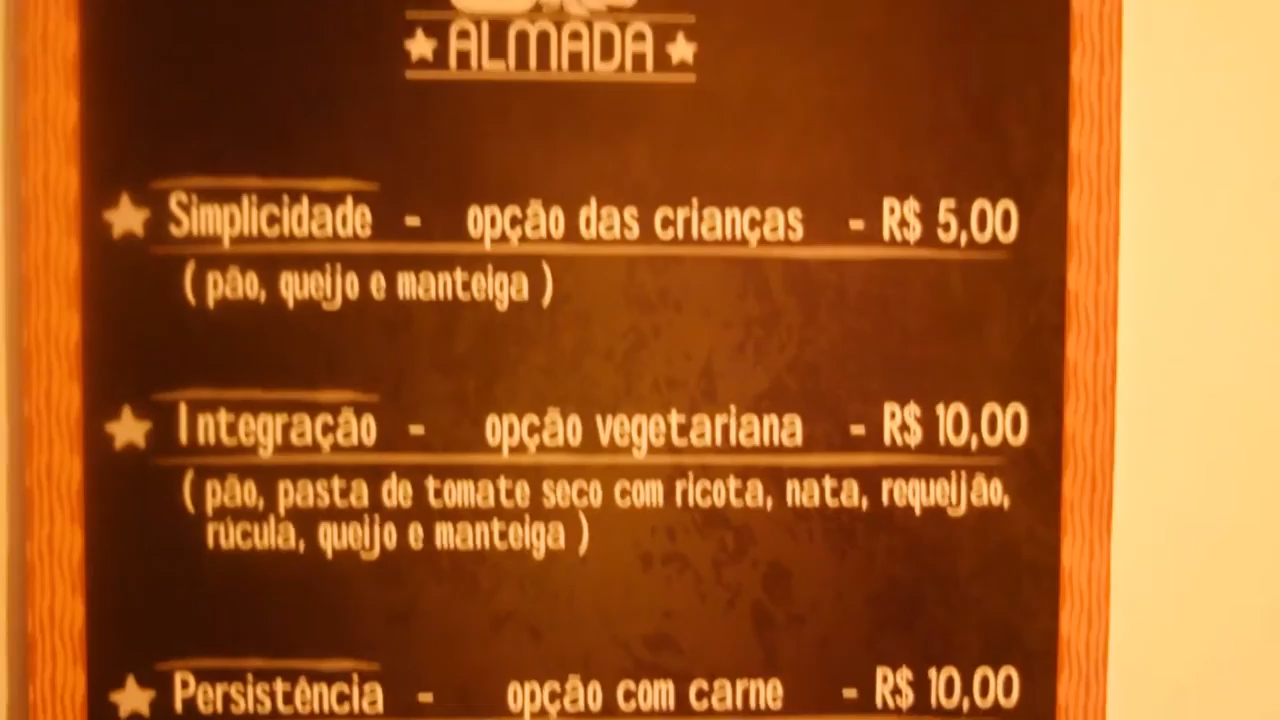 ALMADA
Simplicidade - opção das crianças - R$ 5,00
( pão, queijo e manteiga )
Integração - opção vegetariana - R$ 10,00
( pão, pasta de tomate seco com ricota, nata, requeijão,
rúcula, queijo e manteiga )
Persistência - opção com carne - R$ 10,00